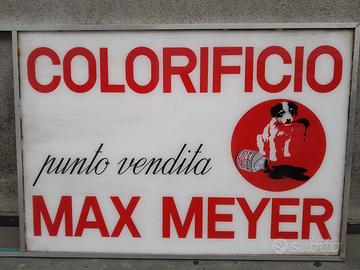 COLORIFICIO
punto vendita
MAX MEYER
subito